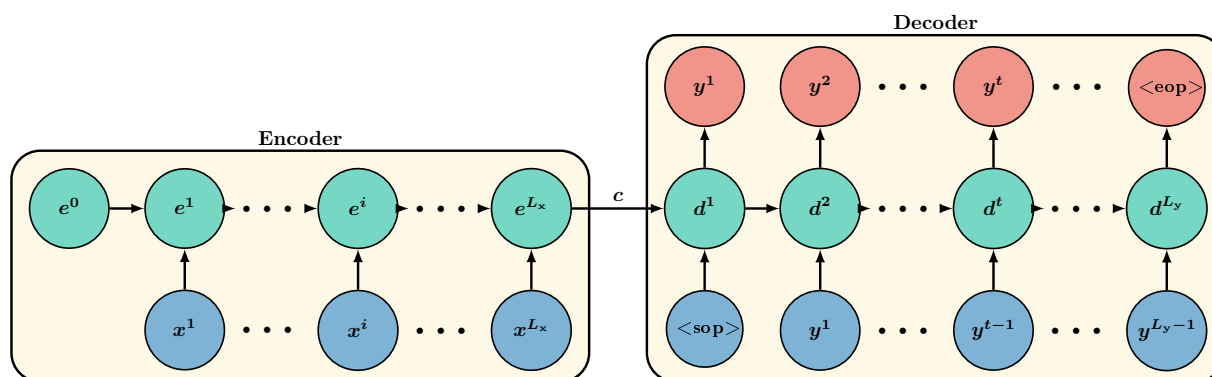 Decoder
y^1 y^2 • • • y^t • • • <eop>
Encoder
e^0 e^1 • • • • e^i • • • • e^{L_x} c d^1 d^2 • • • • d^t • • • • d^{L_y}
x^1 • • • x^i • • • x^{L_x} <sop> y^1 • • • y^{t−1} • • • y^{L_y−1}